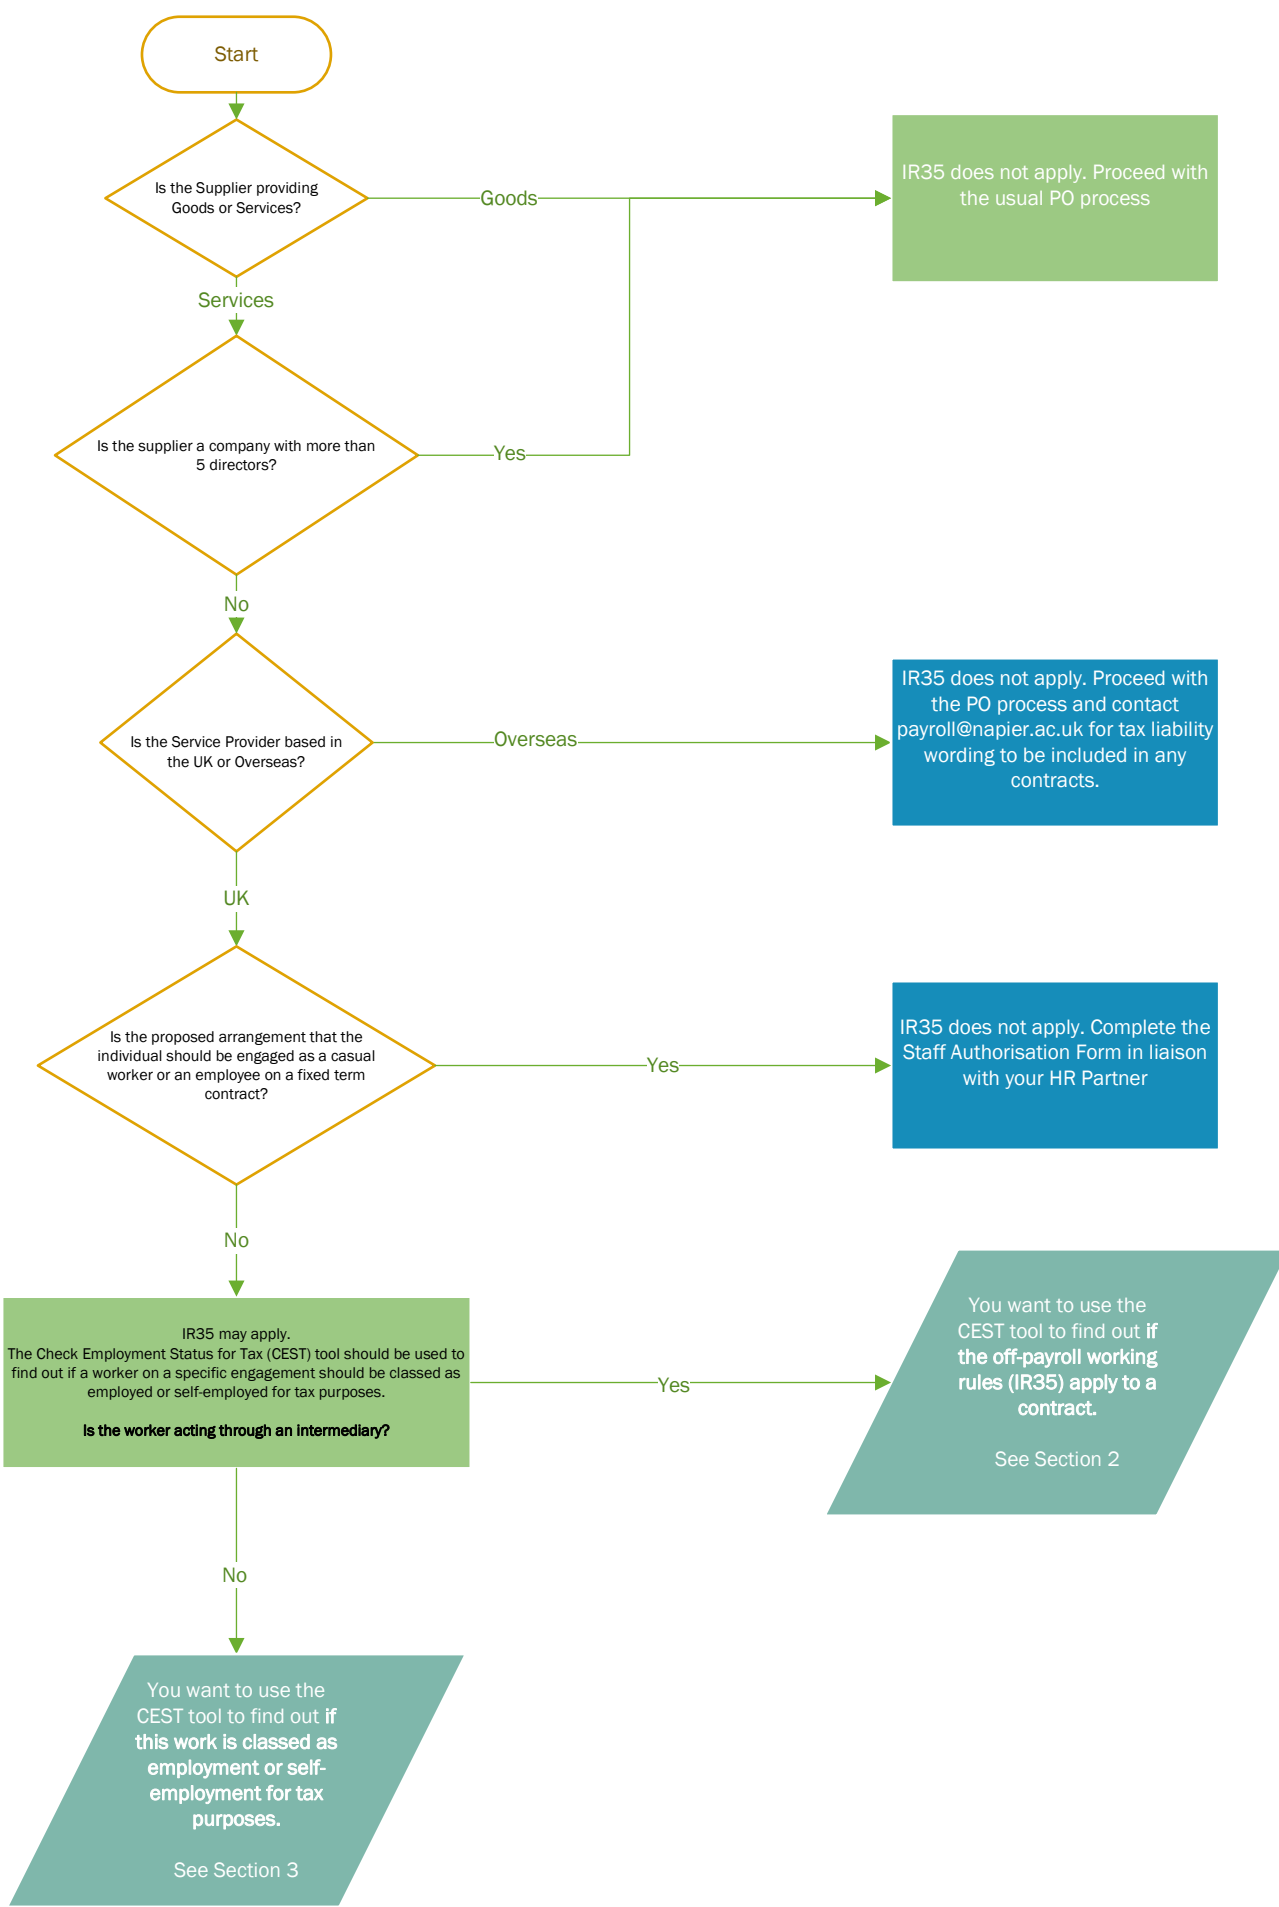 Start
Is the Supplier providing
Goods or Services?
Goods
IR35 does not apply. Proceed with
the usual PO process
Services
Is the supplier a company with more than
5 directors?
Yes
No
Is the Service Provider based in
the UK or Overseas?
Overseas
IR35 does not apply. Proceed with
the PO process and contact
payroll@napier.ac.uk for tax liability
wording to be included in any
contracts.
UK
Is the proposed arrangement that the
individual should be engaged as a casual
worker or an employee on a fixed term
contract?
Yes
IR35 does not apply. Complete the
Staff Authorisation Form in liaison
with your HR Partner
No
IR35 may apply.
The Check Employment Status for Tax (CEST) tool should be used to
find out if a worker on a specific engagement should be classed as
employed or self-employed for tax purposes.
Is the worker acting through an intermediary?
Yes
You want to use the
CEST tool to find out if
the off-payroll working
rules (IR35) apply to a
contract.
See Section 2
No
You want to use the
CEST tool to find out if
this work is classed as
employment or self-
employment for tax
purposes.
See Section 3